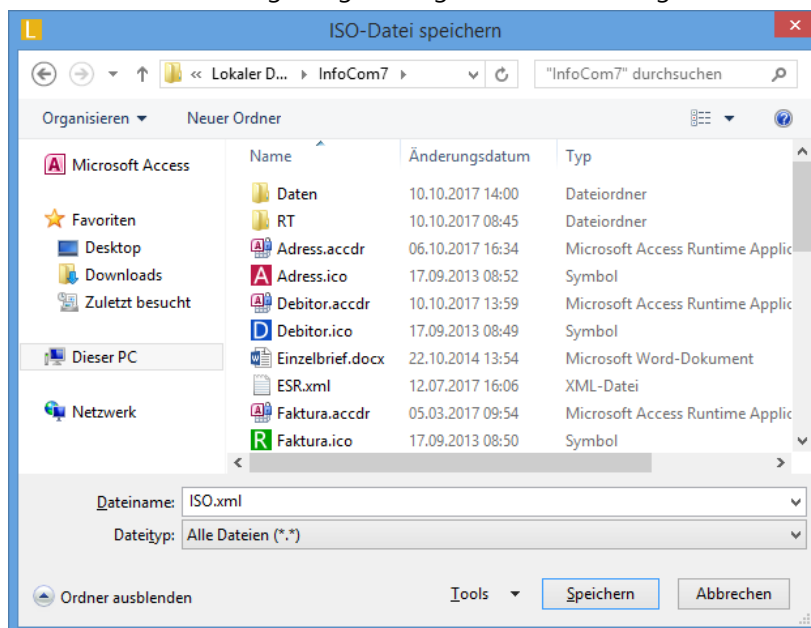 ISO-Datei speichern
« Lokaler D... ▸ InfoCom7 ▸ "InfoCom7" durchsuchen
Organisieren Neuer Ordner
Microsoft Access
Favoriten
Desktop
Downloads
Zuletzt besucht
Dieser PC
Netzwerk
Name Änderungsdatum Typ
Daten 10.10.2017 14:00 Dateiordner
RT 10.10.2017 08:45 Dateiordner
Adress.accdr 06.10.2017 16:34 Microsoft Access Runtime Applic
Adress.ico 17.09.2013 08:52 Symbol
Debitor.accdr 10.10.2017 13:59 Microsoft Access Runtime Applic
Debitor.ico 17.09.2013 08:49 Symbol
Einzelbrief.docx 22.10.2014 13:54 Microsoft Word-Dokument
ESR.xml 12.07.2017 16:06 XML-Datei
Faktura.accdr 05.03.2017 09:54 Microsoft Access Runtime Applic
Faktura.ico 17.09.2013 08:50 Symbol
Dateiname: ISO.xml
Dateityp: Alle Dateien (*.*)
Ordner ausblenden Tools Speichern Abbrechen